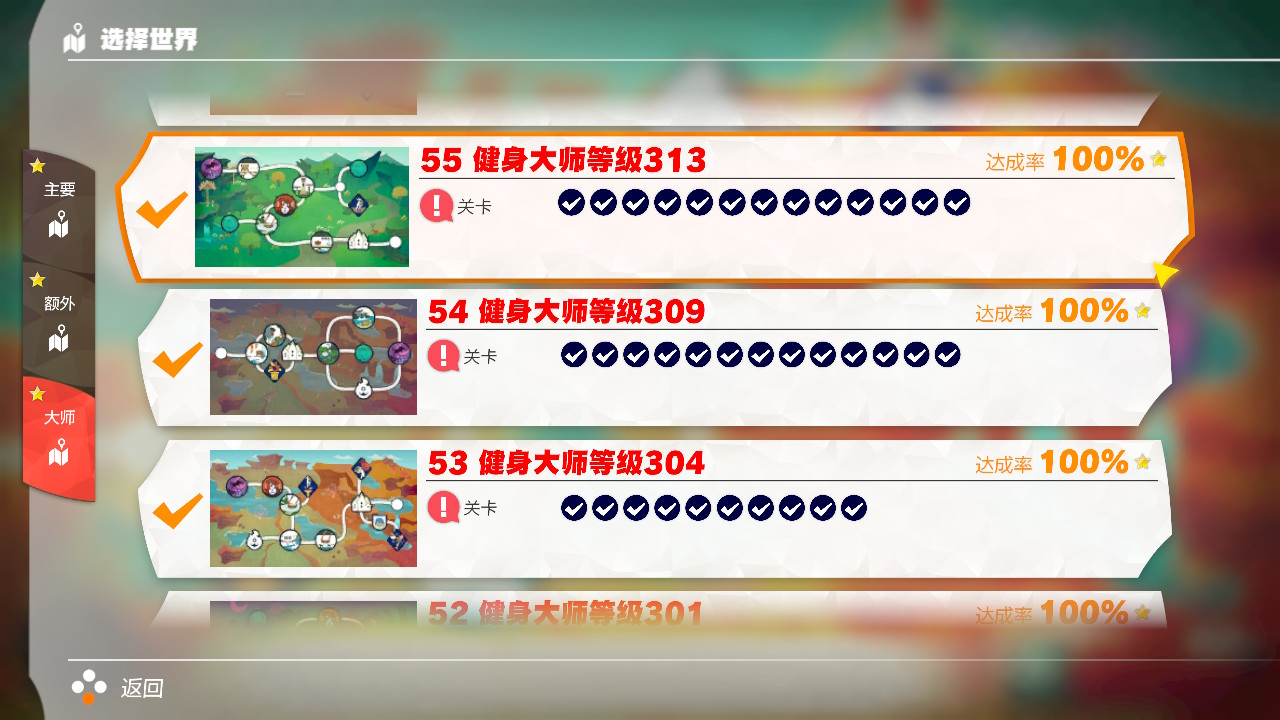 选择世界
主要
额外
大师
55 健身大师等级313 达成率 100%
关卡
54 健身大师等级309 达成率 100%
关卡
53 健身大师等级304 达成率 100%
关卡
52 健身大师等级301 达成率 100%
返回